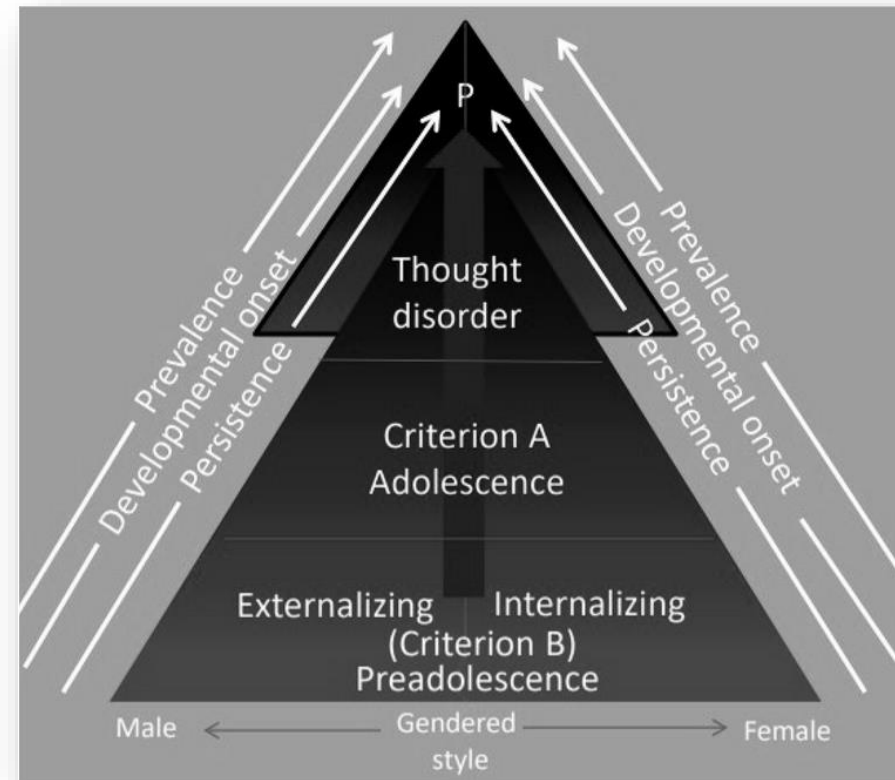 P
Prevalence
Developmental onset
Persistence
Prevalence
Developmental onset
Persistence
Thought
disorder
Criterion A
Adolescence
Externalizing
Internalizing
(Criterion B)
Preadolescence
Male
Gendered
style
Female